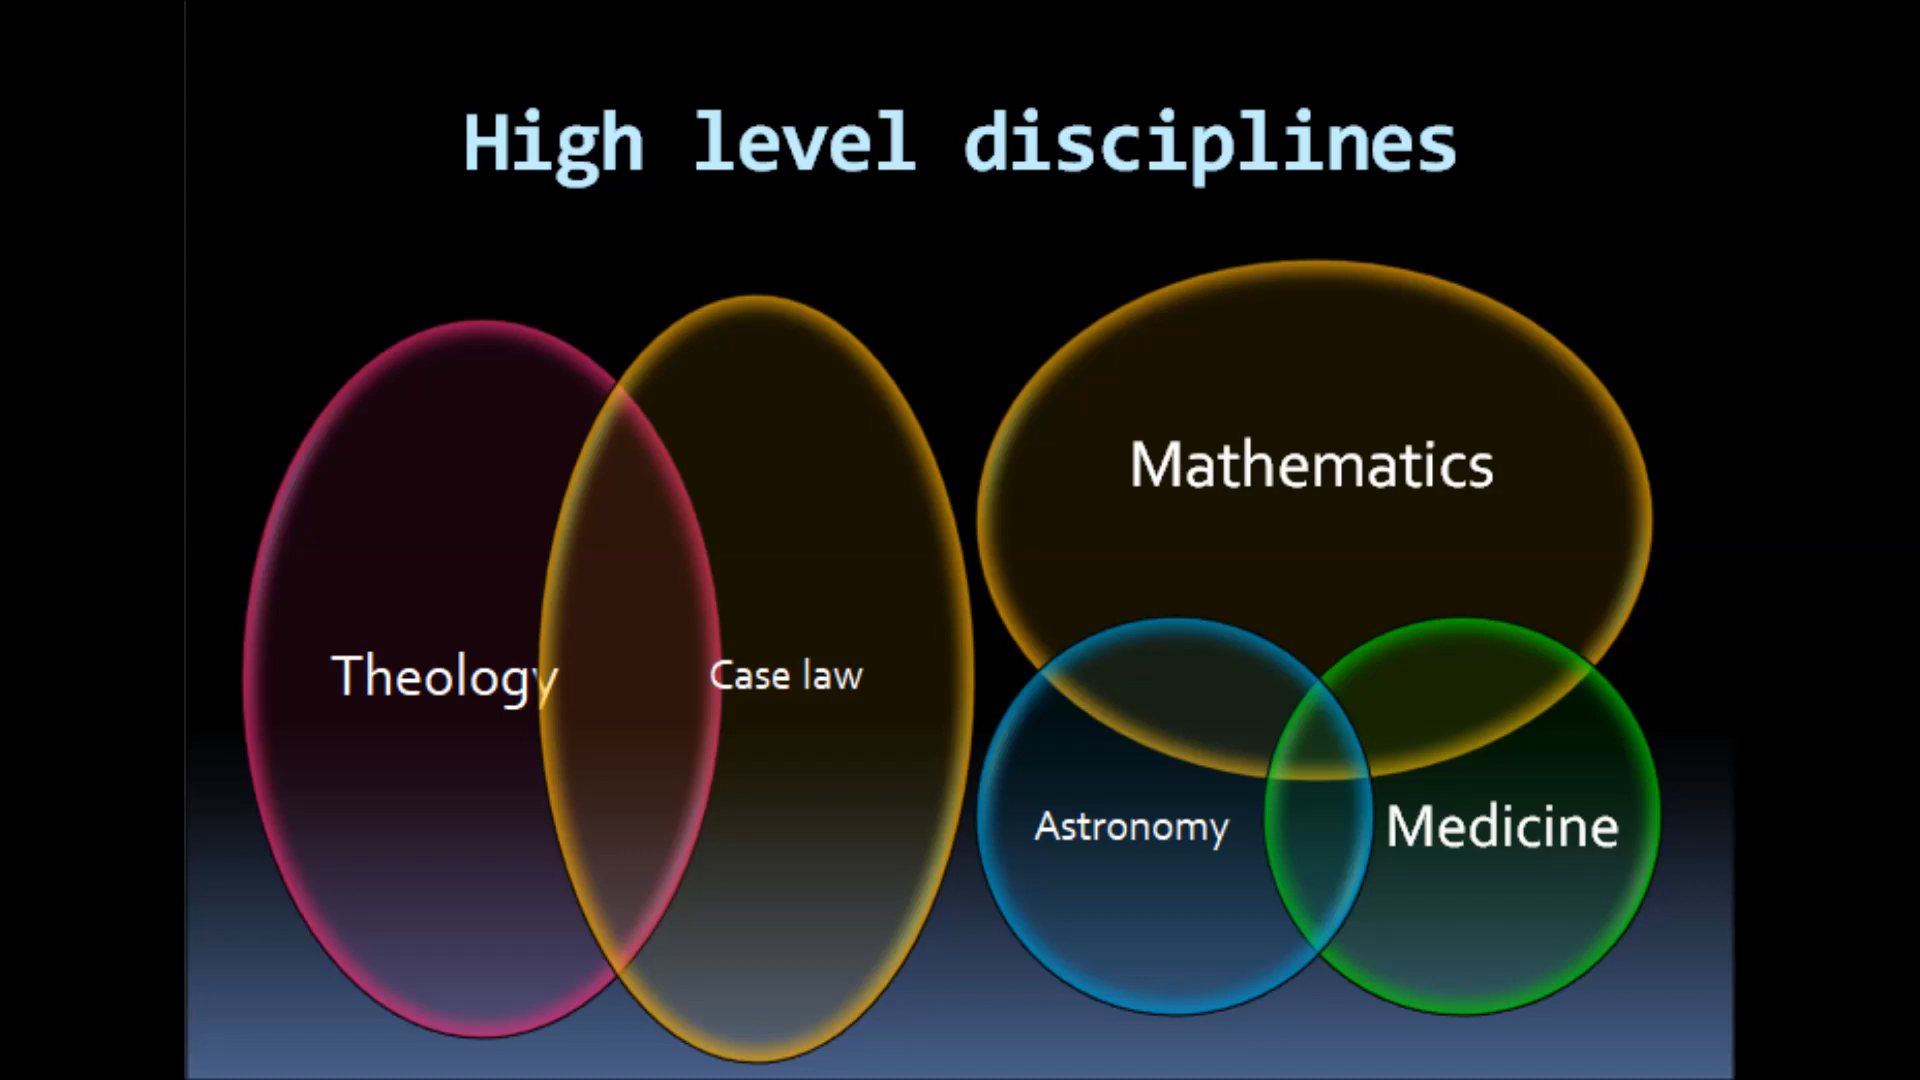 High level disciplines
Mathematics
Theology
Case law
Astronomy
Medicine